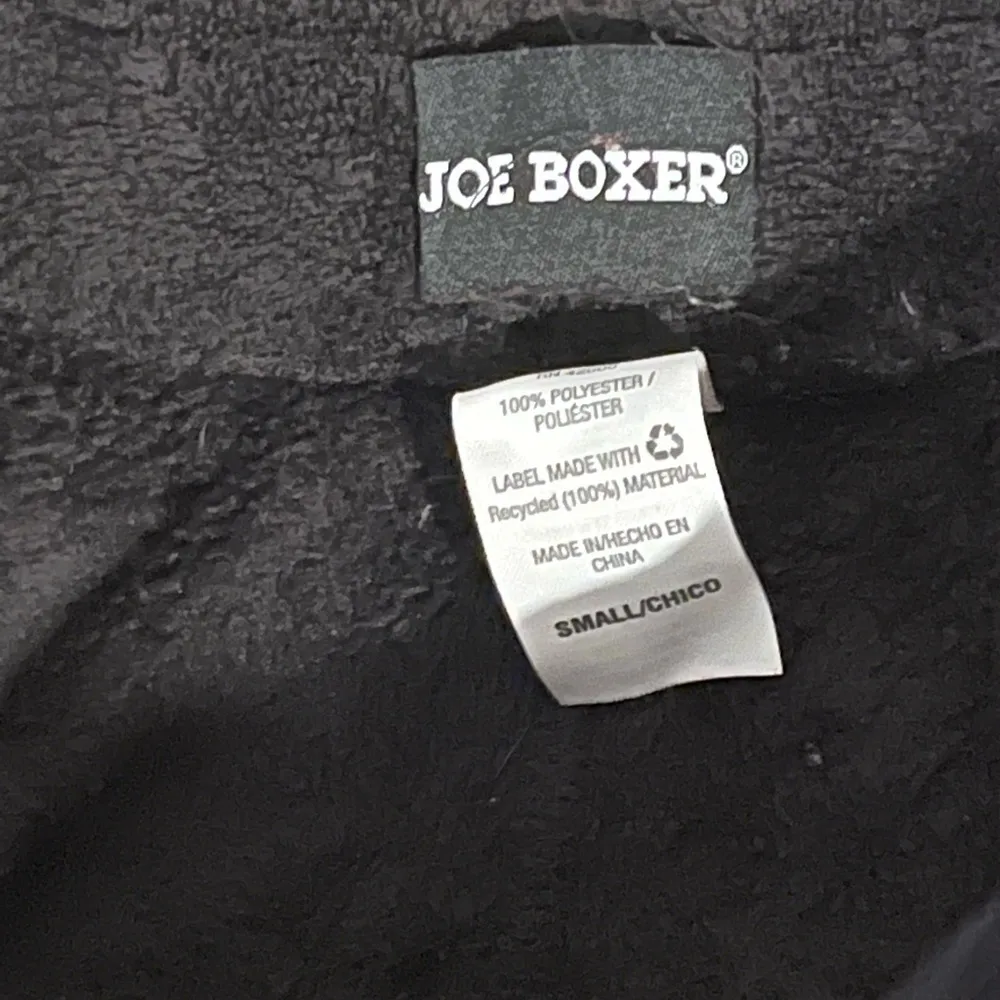 JOE BOXER®
100% POLYESTER /
POLIÉSTER
LABEL MADE WITH
Recycled (100%) MATERIAL
MADE IN/HECHO EN
CHINA
SMALL/CHICO